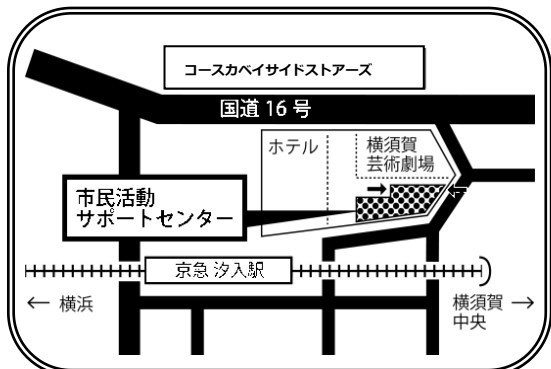 コースカベイサイドストアーズ
国道 16 号
ホテル
横須賀
芸術劇場
市民活動
サポートセンター
京急 汐入駅
← 横浜
横須賀 →
中央